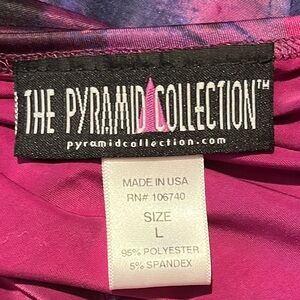 THE PYRAMID COLLECTION™
pyramidcollection.com
MADE IN USA
RN# 106740
SIZE
L
95% POLYESTER
5% SPANDEX